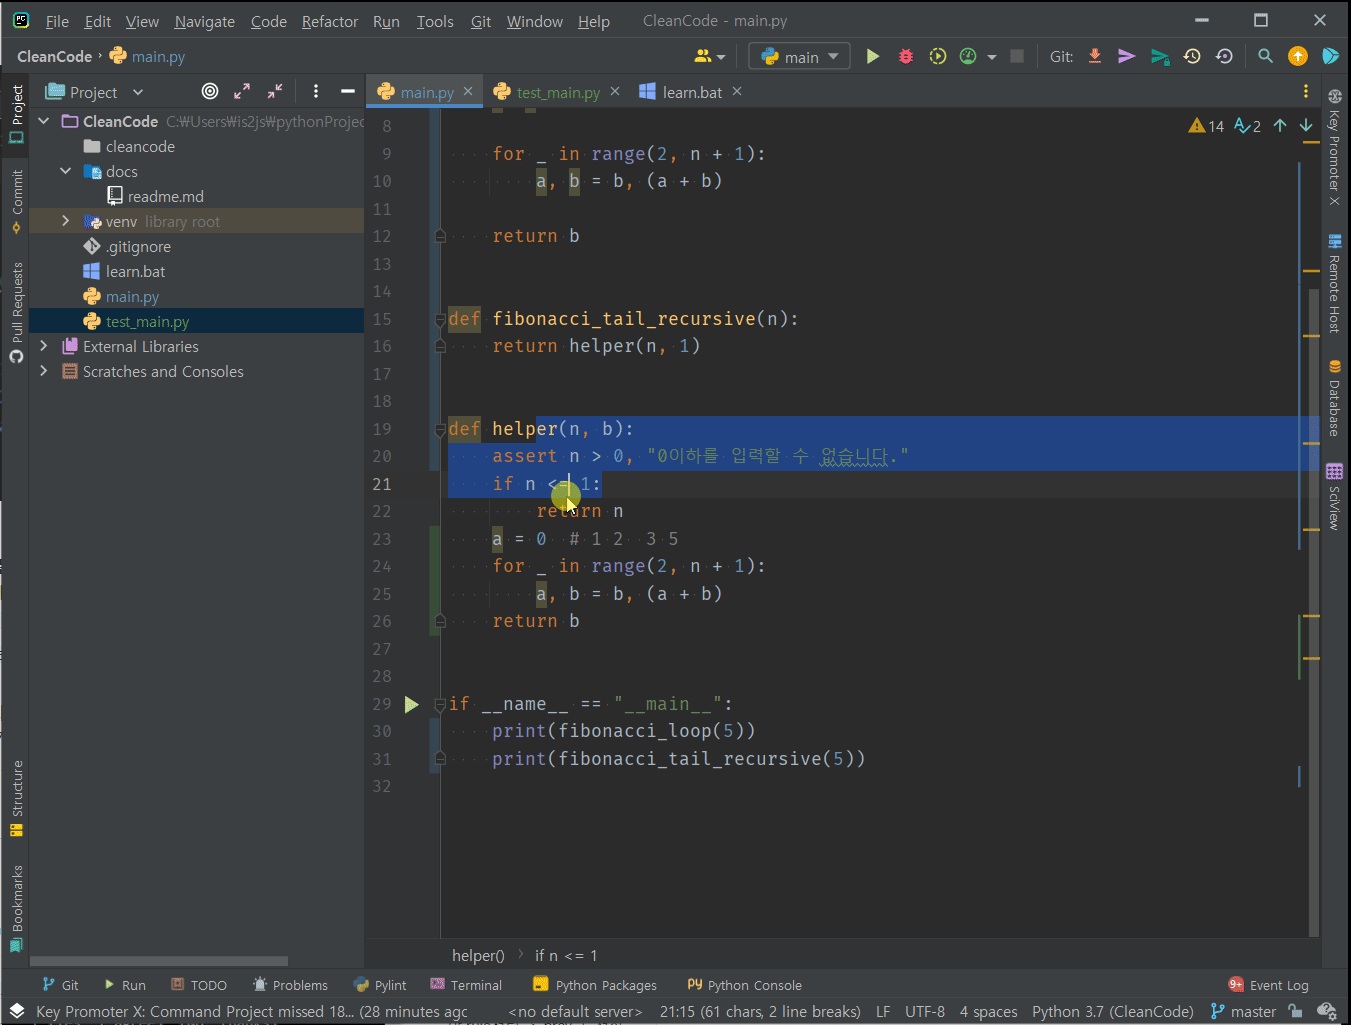 File Edit View Navigate Code Refactor Run Tools Git Window Help CleanCode - main.py
CleanCode main.py main Git:
Project main.py test_main.py learn.bat
CleanCode C:₩Users₩is2js₩pythonProjec
cleancode
docs
readme.md
venv library root
.gitignore
learn.bat
main.py
test_main.py
External Libraries
Scratches and Consoles
Project
Commit
Pull Requests
Structure
Bookmarks
14 2
8
9 for _ in range(2, n + 1):
10 a, b = b, (a + b)
11
12 return b
13
14
15 def fibonacci_tail_recursive(n):
16 return helper(n, 1)
17
18
19 def helper(n, b):
20 assert n > 0, "0이하를 입력할 수 없습니다."
21 if n <= 1:
22 return n
23 a = 0 # 1 2 3 5
24 for _ in range(2, n + 1):
25 a, b = b, (a + b)
26 return b
27
28
29 if __name__ == "__main__":
30 print(fibonacci_loop(5))
31 print(fibonacci_tail_recursive(5))
32
Key Promoter X
Remote Host
Database
SciView
helper() if n <= 1
Git Run TODO Problems Pylint Terminal Python Packages Python Console 9+ Event Log
Key Promoter X: Command Project missed 18... (28 minutes agc <no default server> 21:15 (61 chars, 2 line breaks) LF UTF-8 4 spaces Python 3.7 (CleanCode) master